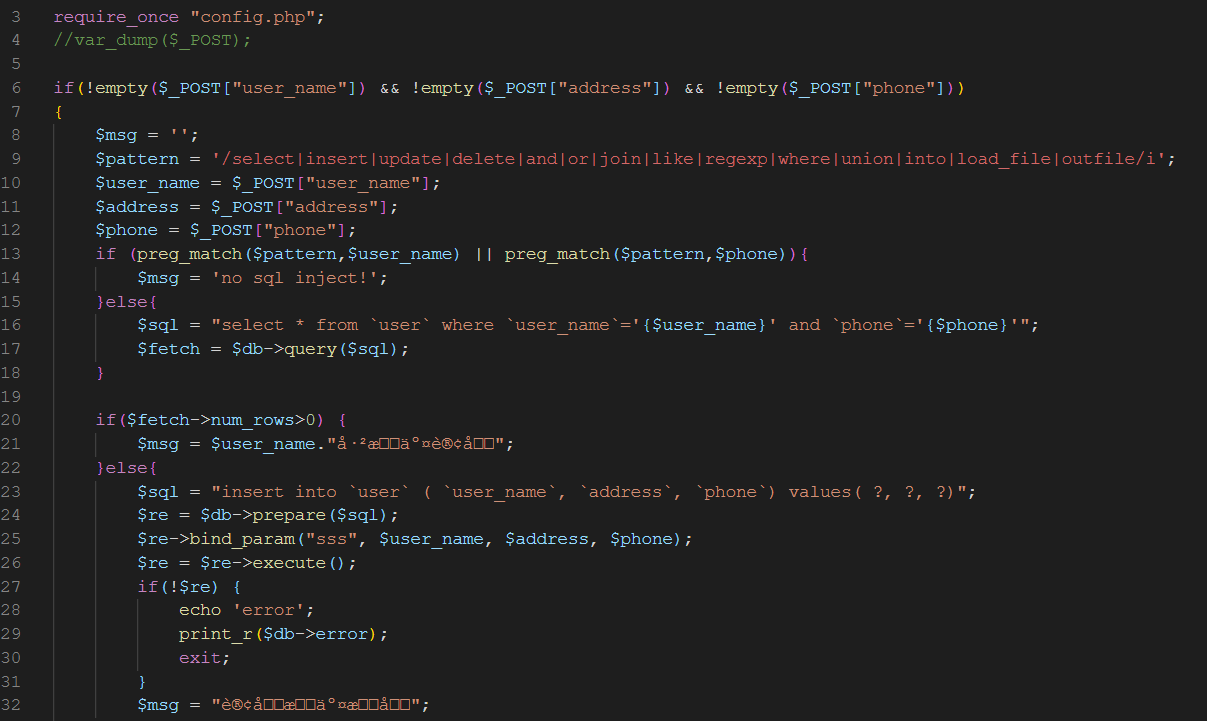 3 require_once "config.php";
4 //var_dump($_POST);
5
6 if(!empty($_POST["user_name"]) && !empty($_POST["address"]) && !empty($_POST["phone"]))
7 {
8 $msg = '';
9 $pattern = '/select|insert|update|delete|and|or|join|like|regexp|where|union|into|load_file|outfile/i';
10 $user_name = $_POST["user_name"];
11 $address = $_POST["address"];
12 $phone = $_POST["phone"];
13 if (preg_match($pattern,$user_name) || preg_match($pattern,$phone)){
14 $msg = 'no sql inject!';
15 }else{
16 $sql = "select * from `user` where `user_name`='{$user_name}' and `phone`='{$phone}'";
17 $fetch = $db->query($sql);
18 }
19
20 if($fetch->num_rows>0) {
21 $msg = $user_name."å·²æ□□äº¤è®¢å□□";
22 }else{
23 $sql = "insert into `user` ( `user_name`, `address`, `phone`) values( ?, ?, ?)";
24 $re = $db->prepare($sql);
25 $re->bind_param("sss", $user_name, $address, $phone);
26 $re = $re->execute();
27 if(!$re) {
28 echo 'error';
29 print_r($db->error);
30 exit;
31 }
32 $msg = "è®¢å□□æ□□äº¤æ□□å□□";